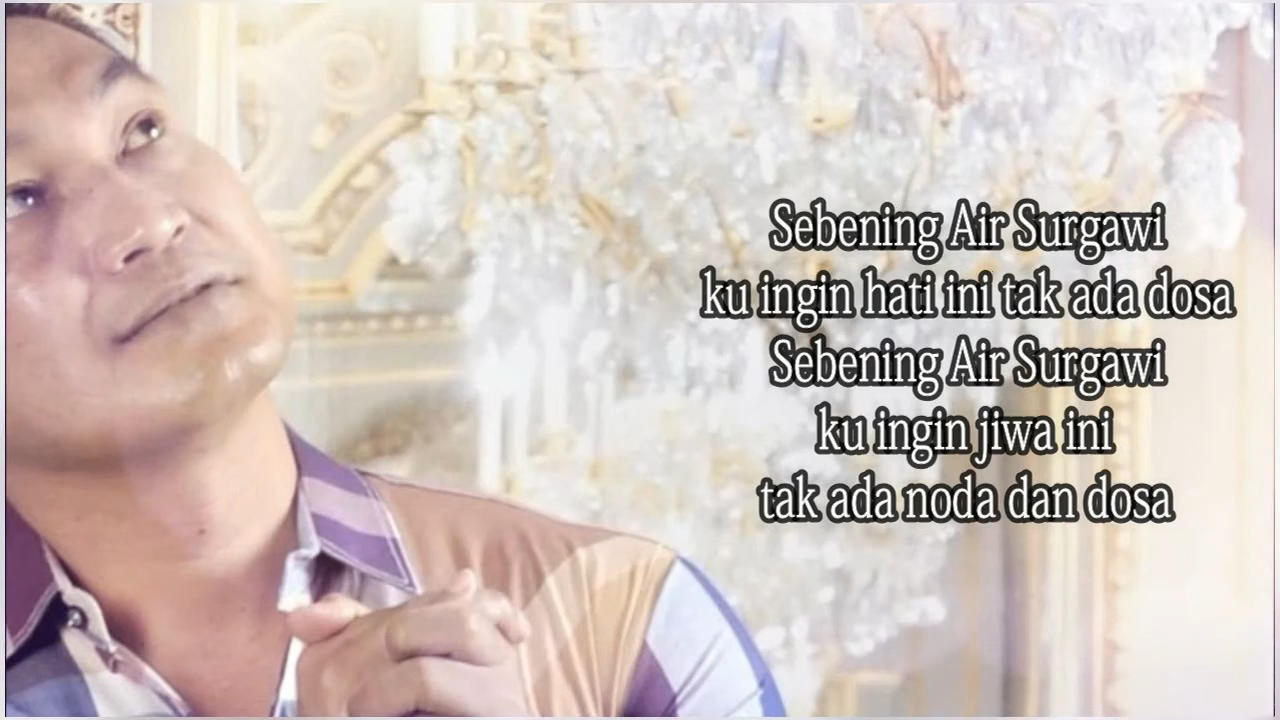 Sebening Air Surgawi
ku ingin hati ini tak ada dosa
Sebening Air Surgawi
ku ingin jiwa ini
tak ada noda dan dosa